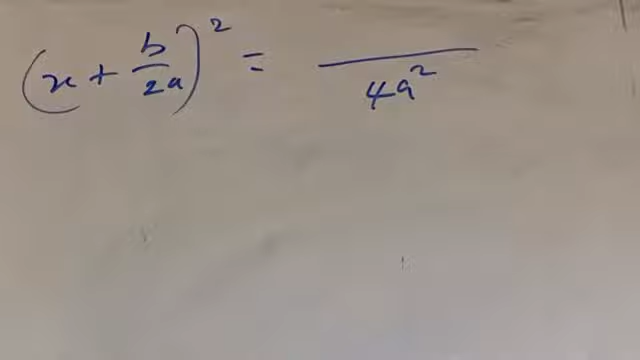 (x + b/2a)² = /4a²